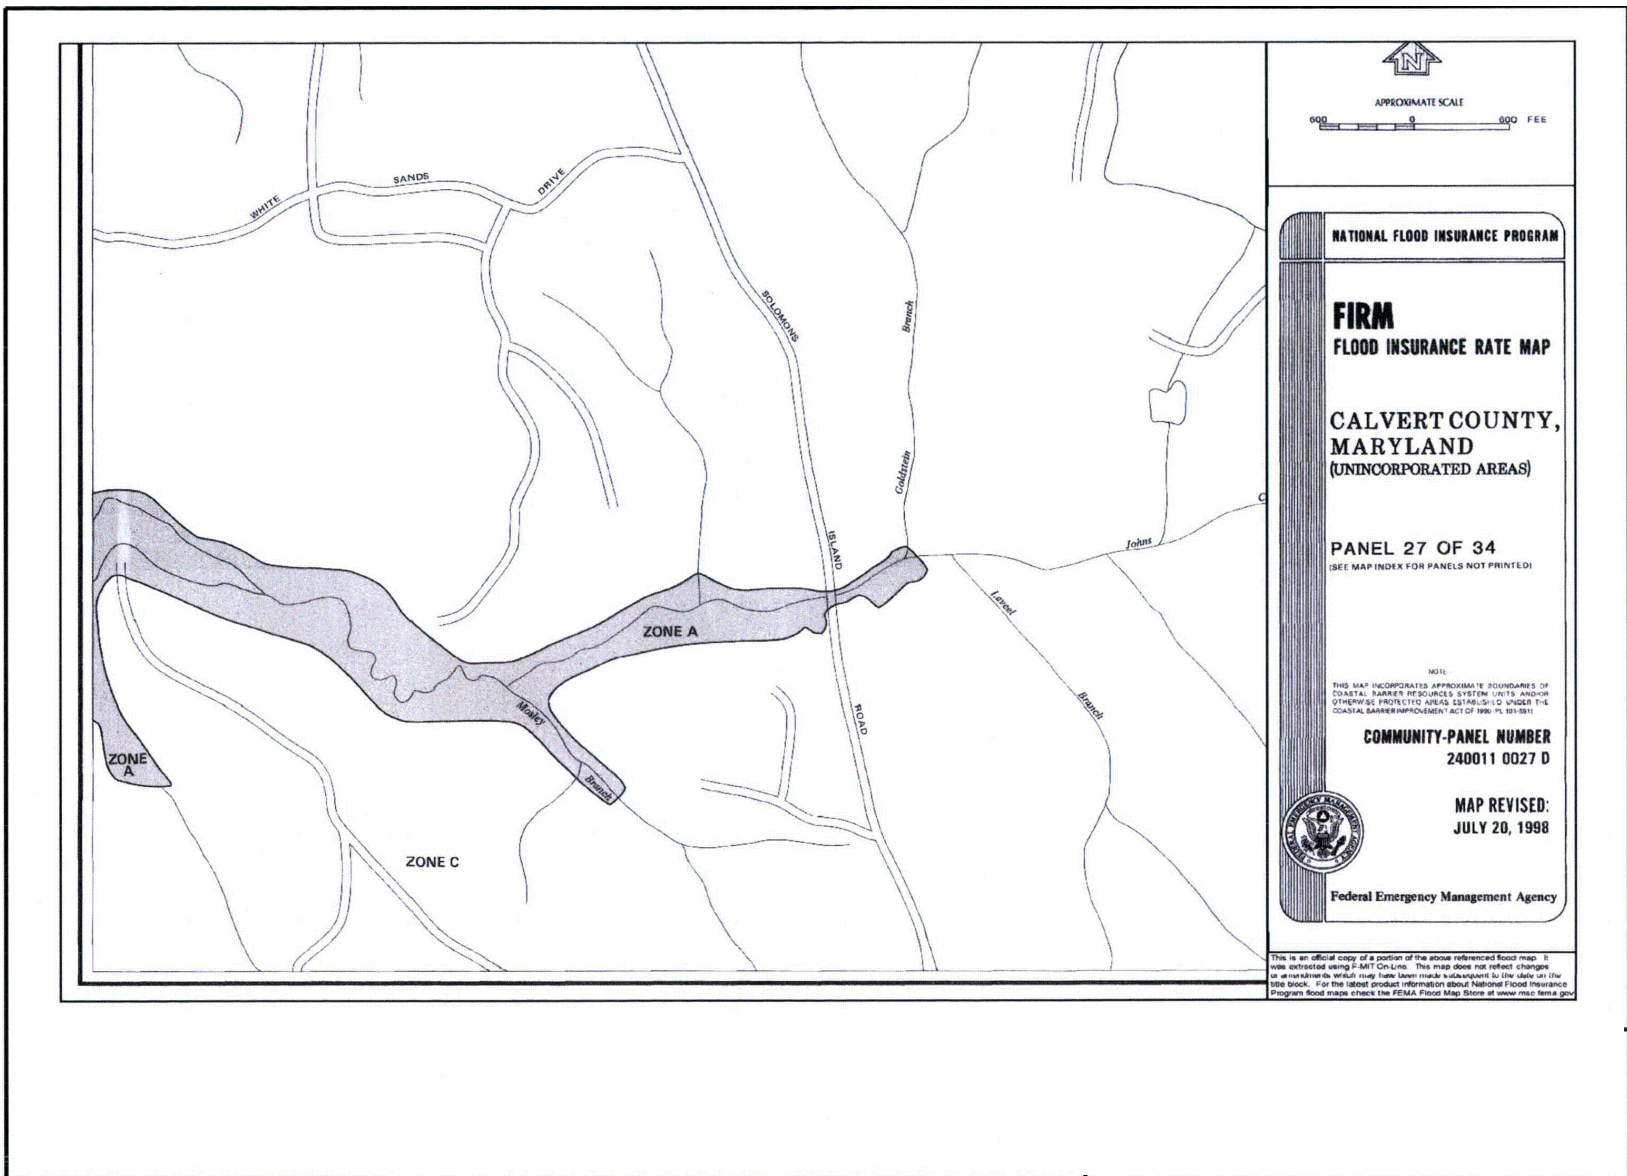 N
APPROXIMATE SCALE
600 0 600 FEE
NATIONAL FLOOD INSURANCE PROGRAM
FIRM
FLOOD INSURANCE RATE MAP
CALVERT COUNTY,
MARYLAND
(UNINCORPORATED AREAS)
PANEL 27 OF 34
(SEE MAP INDEX FOR PANELS NOT PRINTED)
NOTE
THIS MAP INCORPORATES APPROXIMATE BOUNDARIES OF
COASTAL BARRIER RESOURCES SYSTEM UNITS AND/OR
OTHERWISE PROTECTED AREAS ESTABLISHED UNDER THE
COASTAL BARRIER IMPROVEMENT ACT OF 1990
COMMUNITY-PANEL NUMBER
240011 0027 D
MAP REVISED:
JULY 20, 1998
Federal Emergency Management Agency
This is an official copy of a portion of the above referenced flood map. It
was extracted using F-MIT On-Line. This map does not reflect changes
or amendments which may have been made subsequent to the date on the
title block. For the latest product information about National Flood Insurance
Program flood maps check the FEMA Flood Map Store at www.msc.fema.gov
WHITE SANDS DRIVE
SOLOMONS ISLAND ROAD
Goldstein Branch
Johns
C
Laveel Branch
ZONE A
ZONE
A
ZONE C
Branch